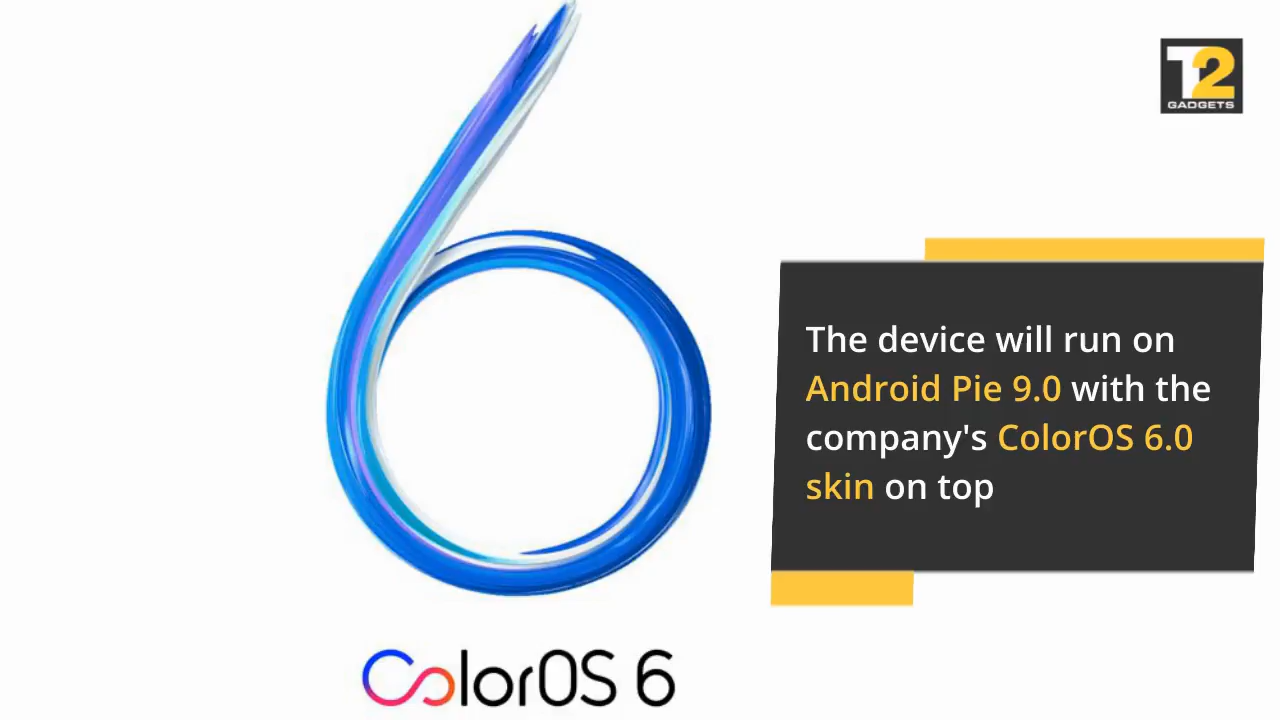 T2
GADGETS
The device will run on
Android Pie 9.0 with the
company's ColorOS 6.0
skin on top
ColorOS 6